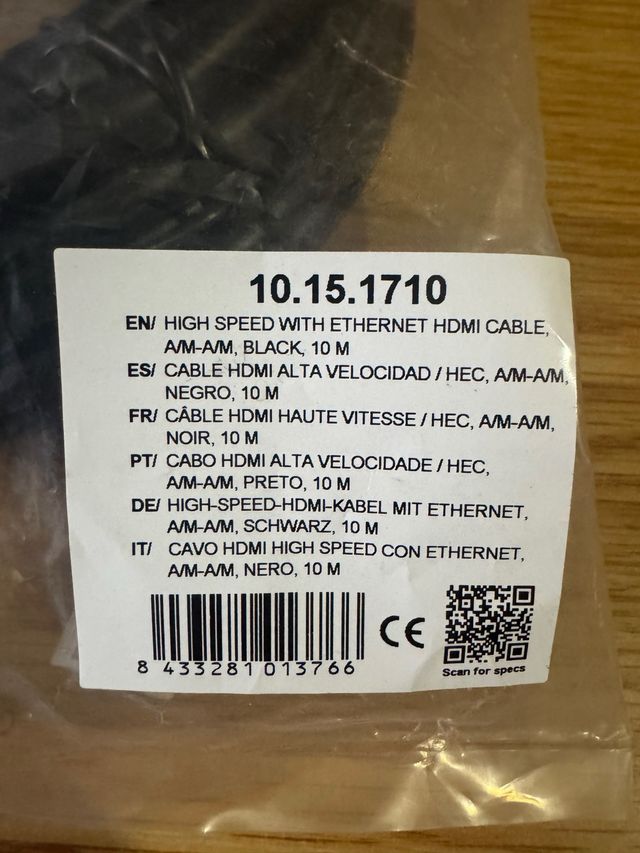 10.15.1710
EN/ HIGH SPEED WITH ETHERNET HDMI CABLE,
A/M-A/M, BLACK, 10 M
ES/ CABLE HDMI ALTA VELOCIDAD / HEC, A/M-A/M,
NEGRO, 10 M
FR/ CÂBLE HDMI HAUTE VITESSE / HEC, A/M-A/M,
NOIR, 10 M
PT/ CABO HDMI ALTA VELOCIDADE / HEC,
A/M-A/M, PRETO, 10 M
DE/ HIGH-SPEED-HDMI-KABEL MIT ETHERNET,
A/M-A/M, SCHWARZ, 10 M
IT/ CAVO HDMI HIGH SPEED CON ETHERNET,
A/M-A/M, NERO, 10 M
CE
8 433281 013766
Scan for specs